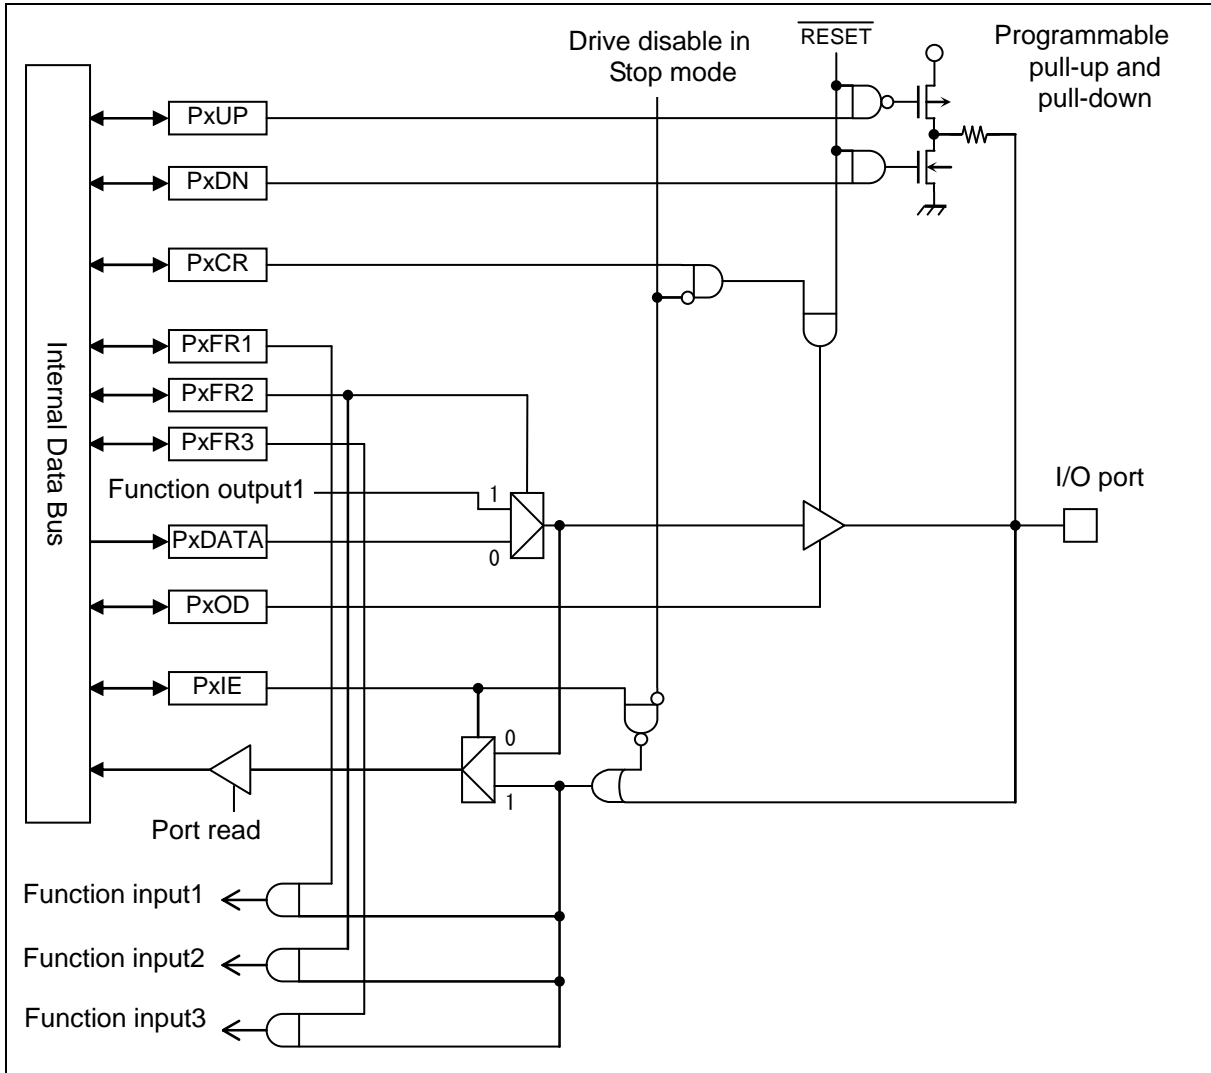 Drive disable in
Stop mode
RESET
Programmable
pull-up and
pull-down
PxUP
PxDN
PxCR
PxFR1
PxFR2
PxFR3
Internal Data Bus
Function output1
1
0
I/O port
PxDATA
PxOD
PxIE
0
1
Port read
Function input1
Function input2
Function input3